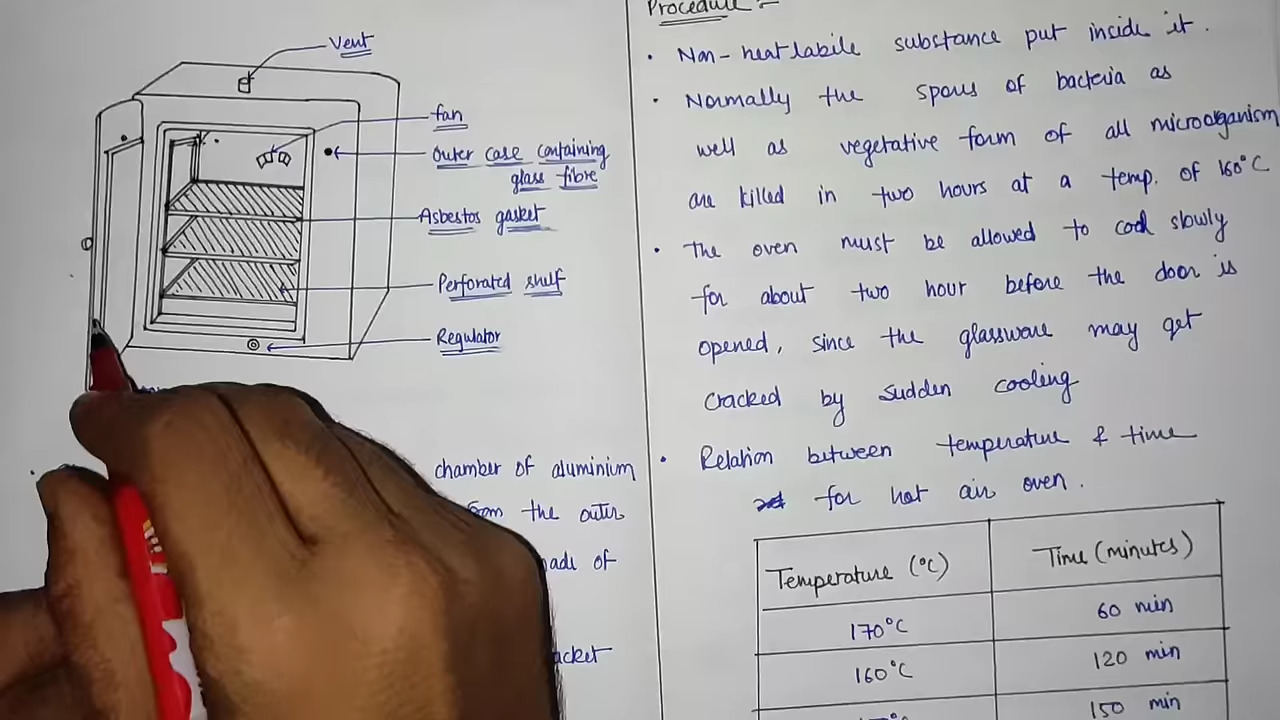 Vent
fan
Outer case containing
glass fibre
Asbestos gasket
Perforated shelf
Regulator
chamber of aluminium
from the outer
made of
jacket
Procedure :-
• Non-heat labile substance put inside it.
• Normally the spores of bacteria as
well as vegetative form of all microorganism
are killed in two hours at a temp. of 160°C
• The oven must be allowed to cool slowly
for about two hour before the door is
opened, since the glassware may get
cracked by sudden cooling
• Relation between temperature & time
for hot air oven.
Temperature (°C) Time (minutes)
170°C 60 min
160°C 120 min
150 min